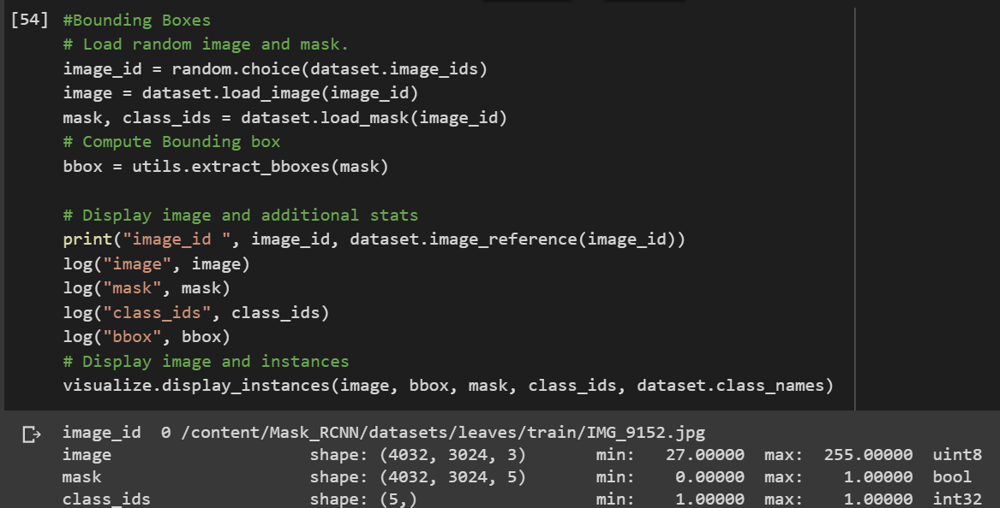 [54] #Bounding Boxes
# Load random image and mask.
image_id = random.choice(dataset.image_ids)
image = dataset.load_image(image_id)
mask, class_ids = dataset.load_mask(image_id)
# Compute Bounding box
bbox = utils.extract_bboxes(mask)
# Display image and additional stats
print("image_id ", image_id, dataset.image_reference(image_id))
log("image", image)
log("mask", mask)
log("class_ids", class_ids)
log("bbox", bbox)
# Display image and instances
visualize.display_instances(image, bbox, mask, class_ids, dataset.class_names)
image_id  0 /content/Mask_RCNN/datasets/leaves/train/IMG_9152.jpg
image                    shape: (4032, 3024, 3)       min:   27.00000  max:  255.00000  uint8
mask                     shape: (4032, 3024, 5)       min:    0.00000  max:    1.00000  bool
class_ids                shape: (5,)                  min:    1.00000  max:    1.00000  int32